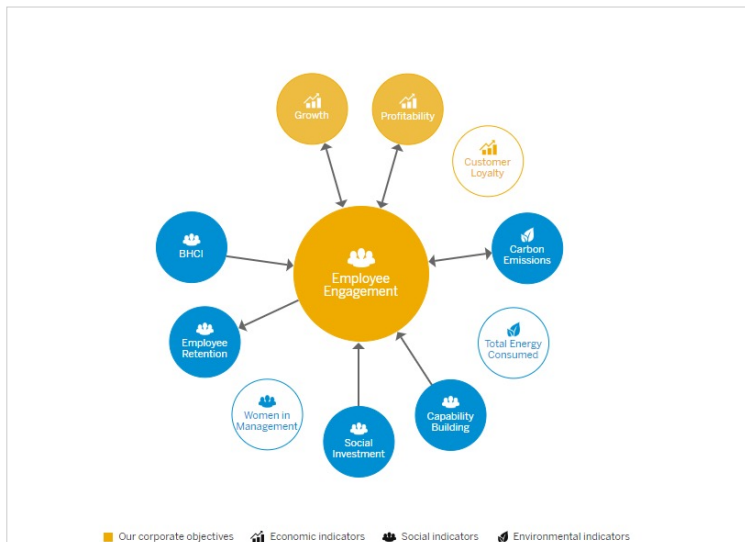 Growth
Profitability
Customer
Loyalty
BHCI
Carbon
Emissions
Employee
Engagement
Employee
Retention
Total Energy
Consumed
Women in
Management
Capability
Building
Social
Investment
Our corporate objectives
Economic indicators
Social indicators
Environmental indicators